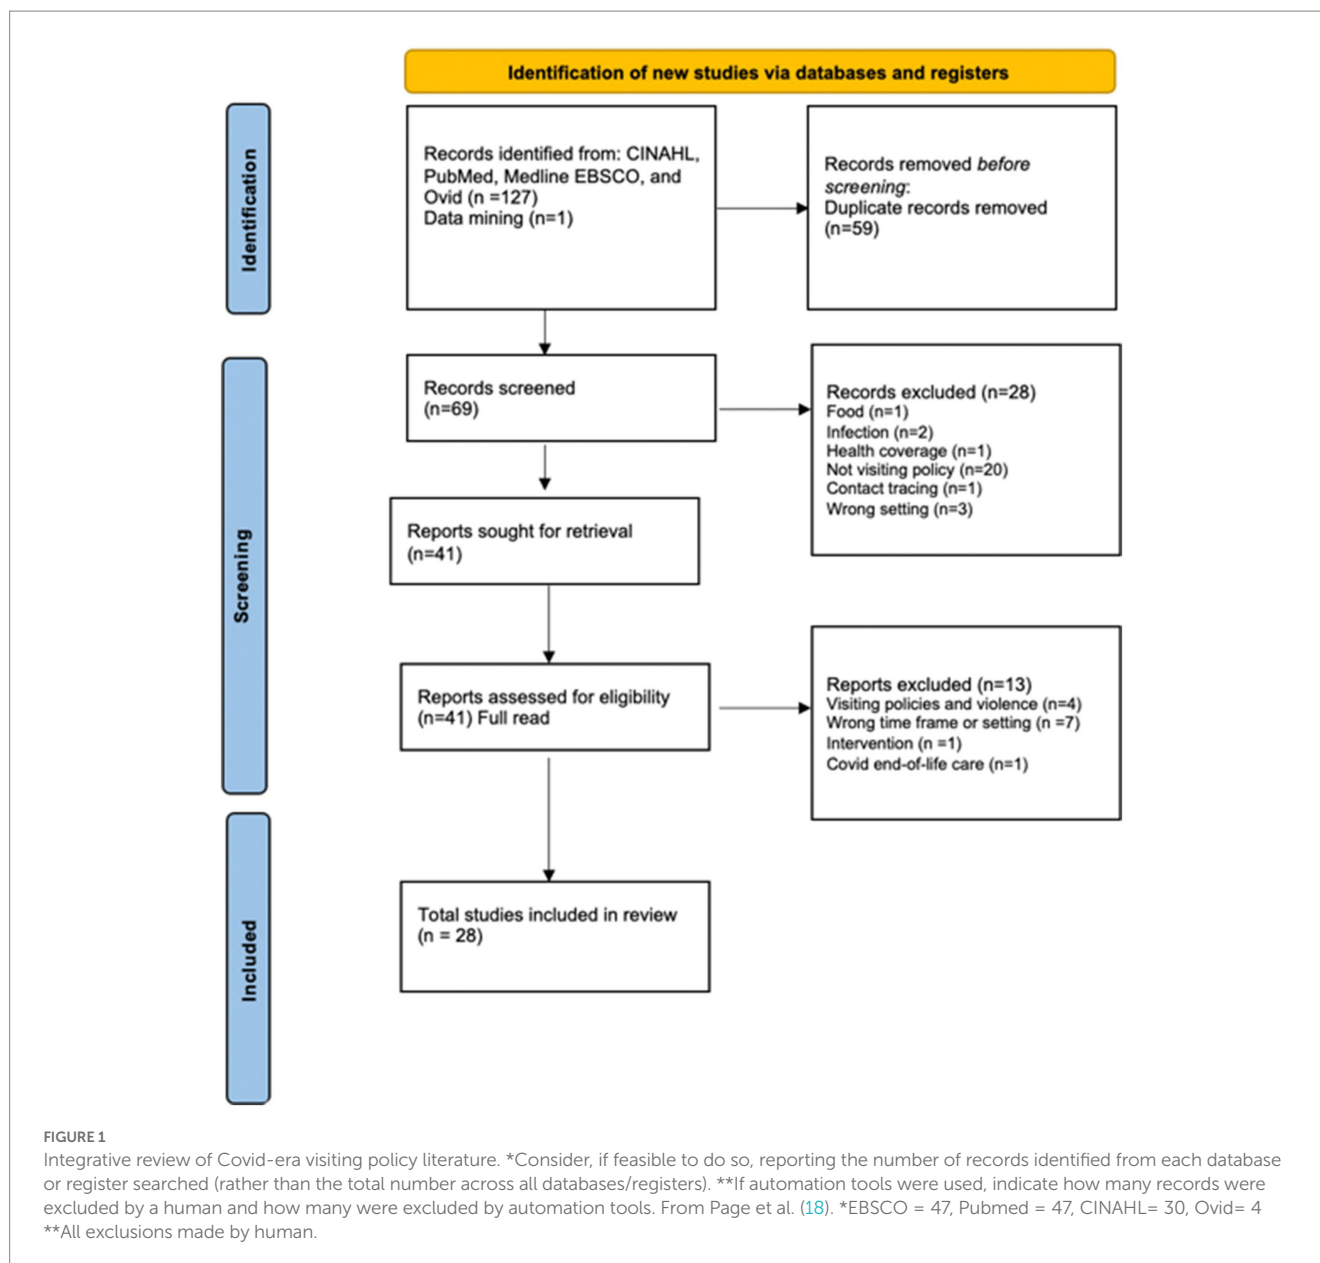 Identification of new studies via databases and registers
Identification
Records identified from: CINAHL,
PubMed, Medline EBSCO, and
Ovid (n =127)
Data mining (n=1)
Records removed before
screening:
Duplicate records removed
(n=59)
Screening
Records screened
(n=69)
Records excluded (n=28)
Food (n=1)
Infection (n=2)
Health coverage (n=1)
Not visiting policy (n=20)
Contact tracing (n=1)
Wrong setting (n=3)
Reports sought for retrieval
(n=41)
Reports assessed for eligibility
(n=41) Full read
Reports excluded (n=13)
Visiting policies and violence (n=4)
Wrong time frame or setting (n =7)
Intervention (n =1)
Covid end-of-life care (n=1)
Included
Total studies included in review
(n = 28)
FIGURE 1
Integrative review of Covid-era visiting policy literature. *Consider, if feasible to do so, reporting the number of records identified from each database
or register searched (rather than the total number across all databases/registers). **If automation tools were used, indicate how many records were
excluded by a human and how many were excluded by automation tools. From Page et al. (18). *EBSCO = 47, Pubmed = 47, CINAHL= 30, Ovid= 4
**All exclusions made by human.